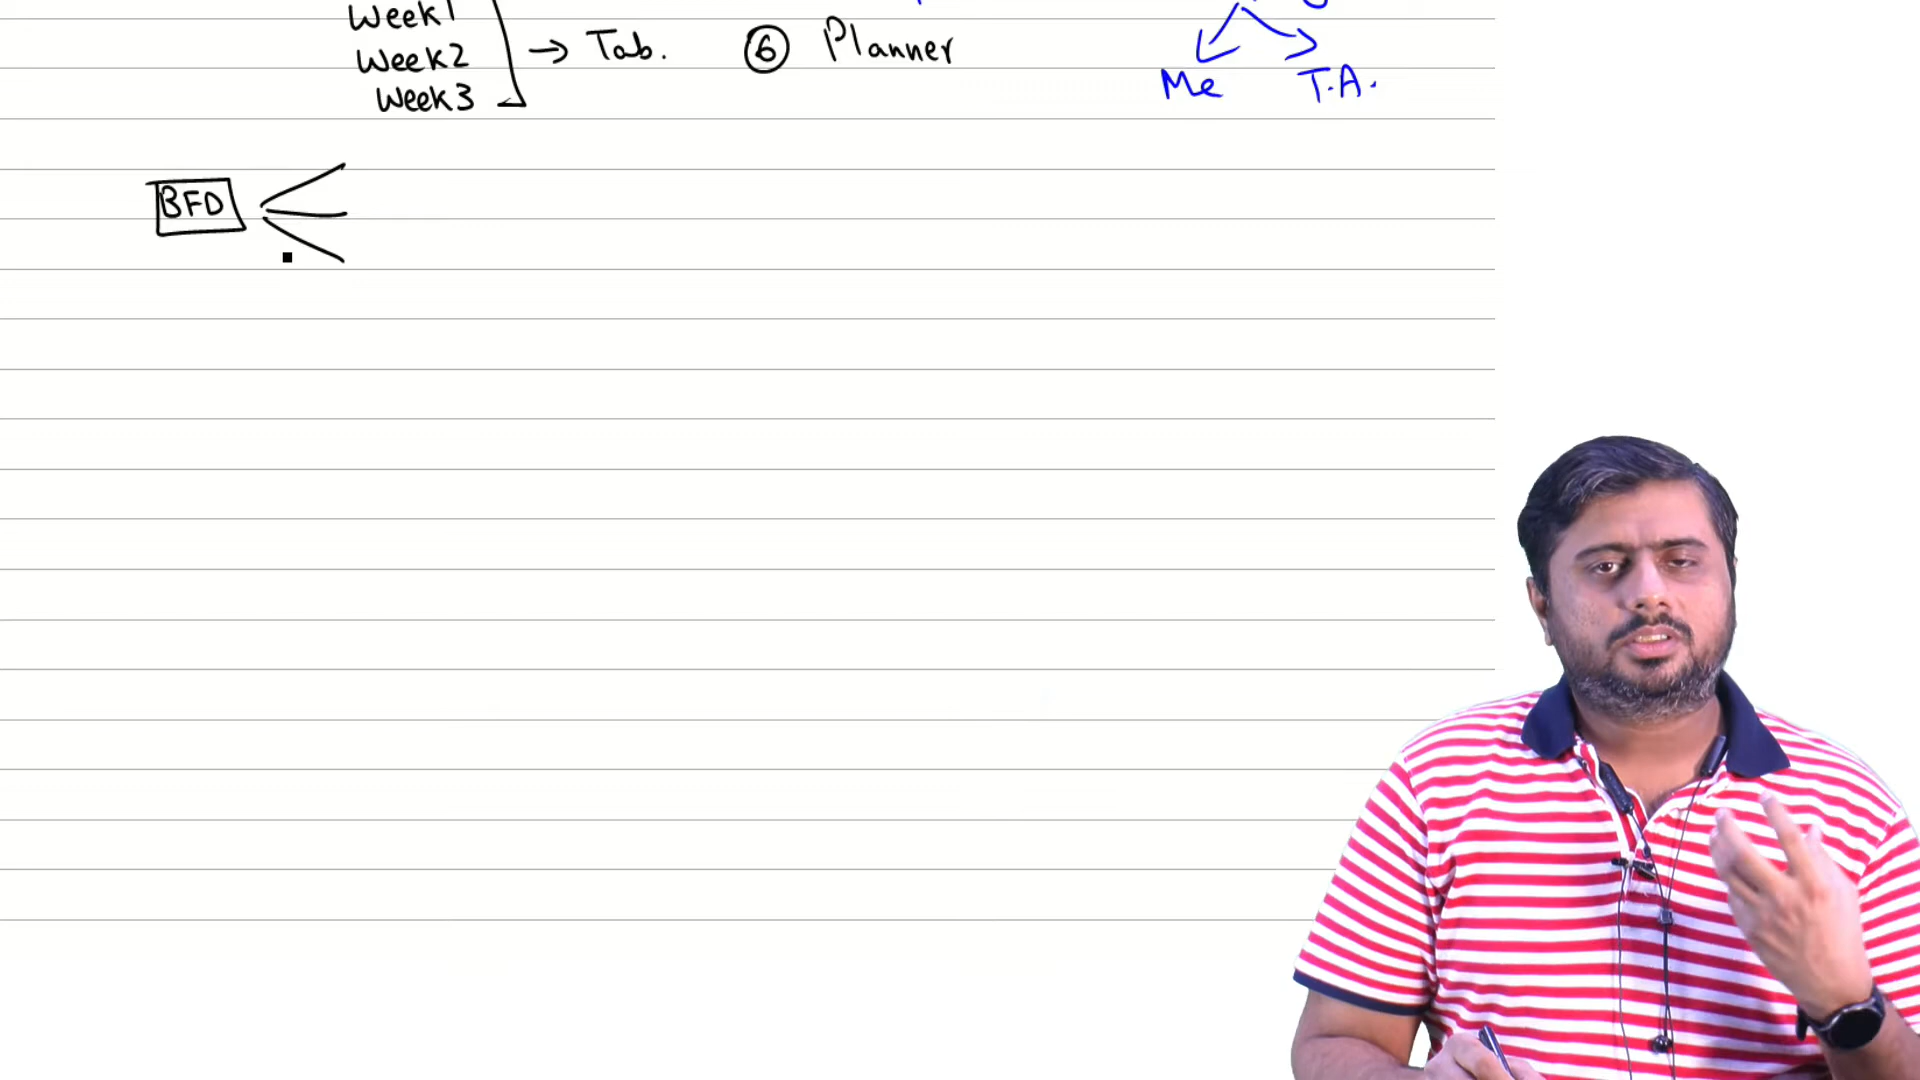 Week1
Week2 → Tab. ⑥ Planner
Week3
Me T.A.
BFD